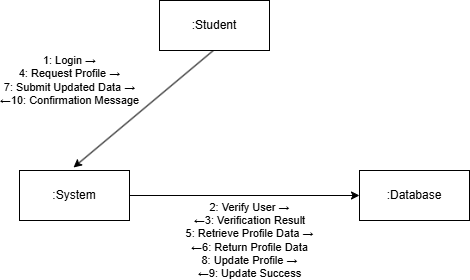 :Student
1: Login →
4: Request Profile →
7: Submit Updated Data →
←10: Confirmation Message
:System
:Database
2: Verify User →
←3: Verification Result
5: Retrieve Profile Data →
←6: Return Profile Data
8: Update Profile →
←9: Update Success